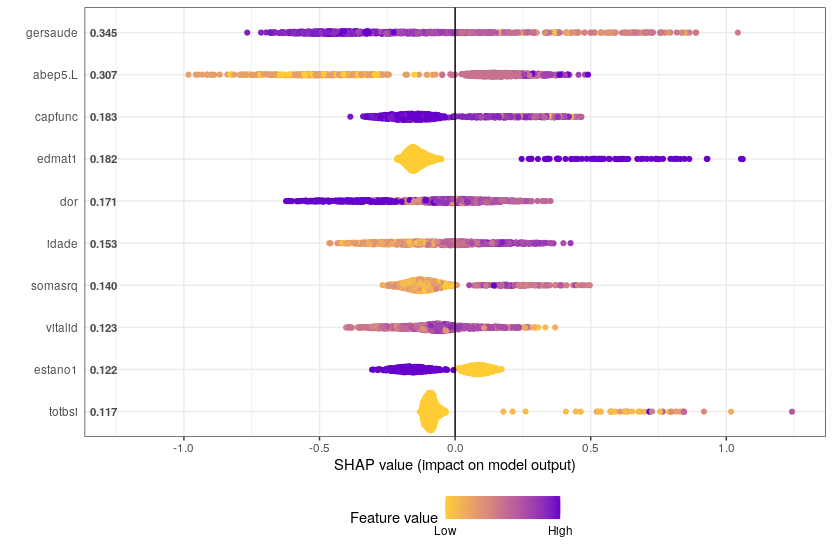 gersaude 0.345
abep5.L 0.307
capfunc 0.183
edmat1 0.182
dor 0.171
idade 0.153
somasrq 0.140
vitalid 0.123
estano1 0.122
totbsi 0.117
-1.0 -0.5 0.0 0.5 1.0
SHAP value (impact on model output)
Feature value
Low High